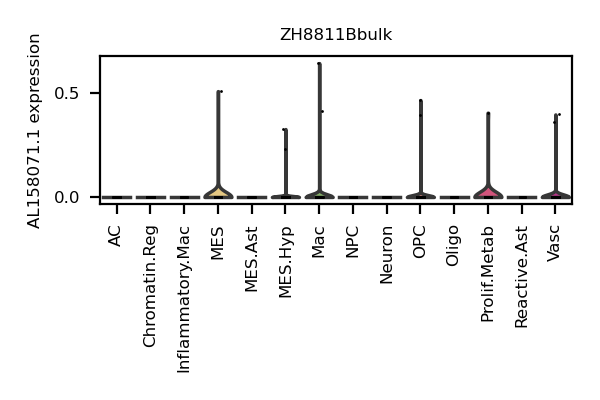 ZH8811Bbulk
AL158071.1 expression
0.5
0.0
AC
Chromatin.Reg
Inflammatory.Mac
MES
MES.Ast
MES.Hyp
Mac
NPC
Neuron
OPC
Oligo
Prolif.Metab
Reactive.Ast
Vasc